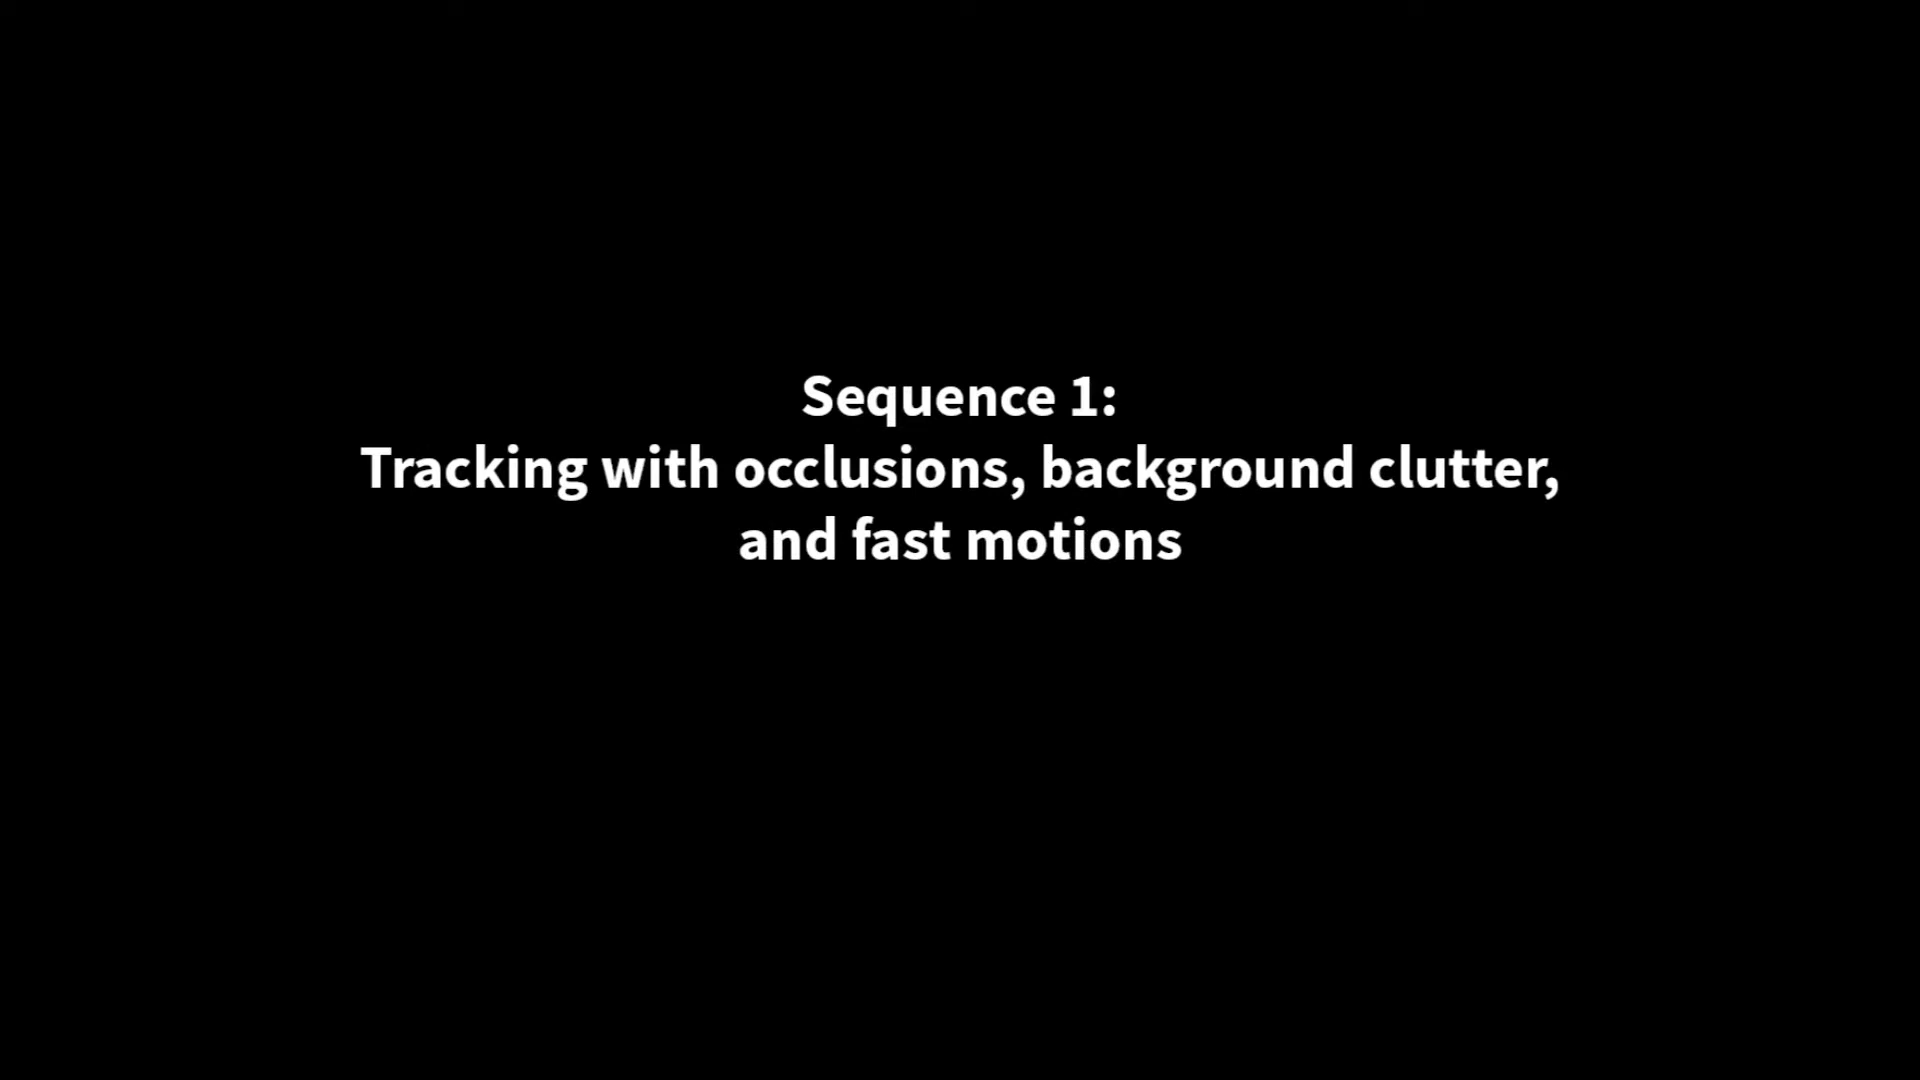 Sequence 1:
Tracking with occlusions, background clutter,
and fast motions